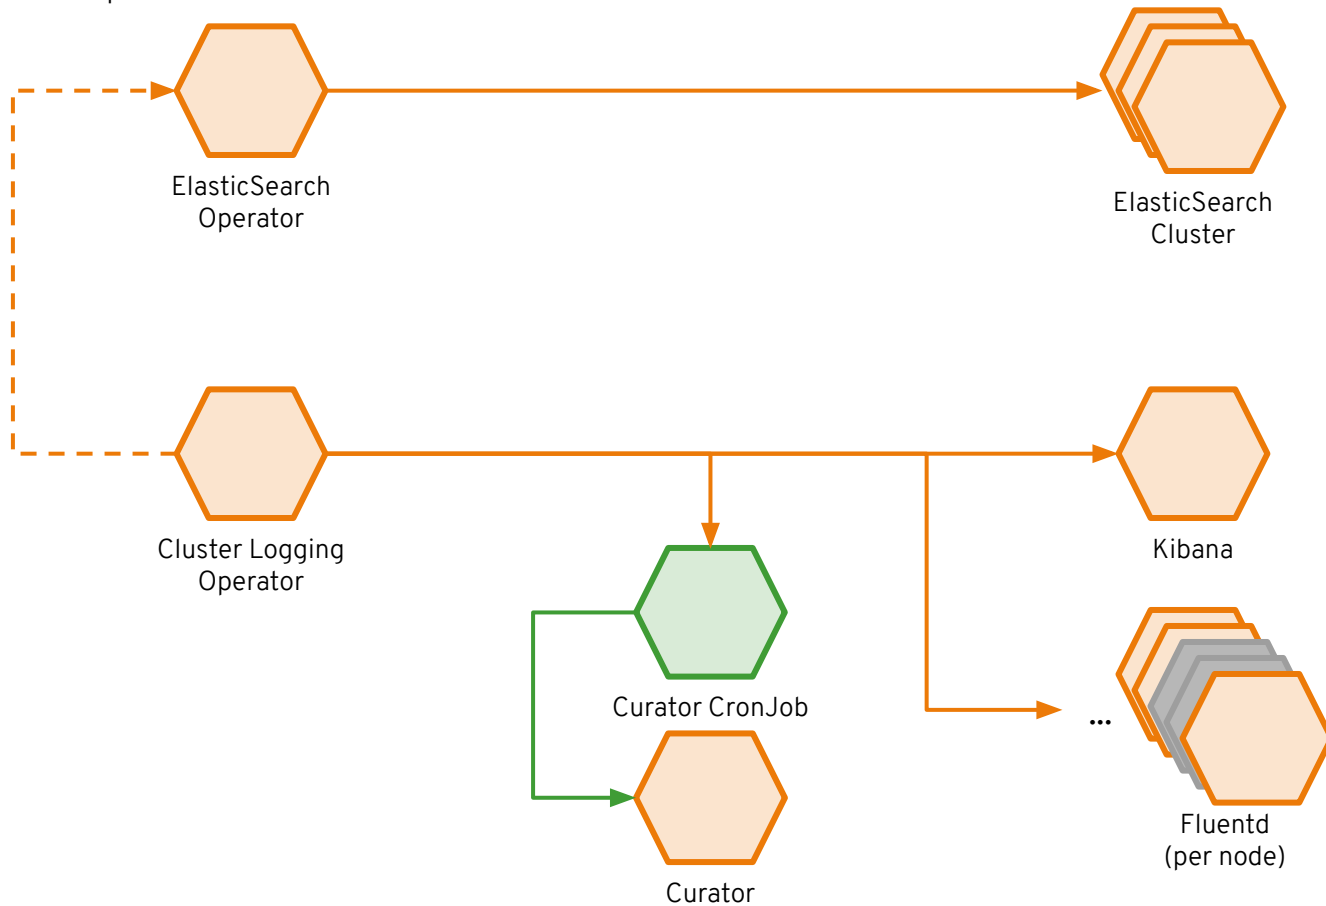 ElasticSearch
Operator
ElasticSearch
Cluster
Cluster Logging
Operator
Kibana
Curator CronJob
...
Fluentd
(per node)
Curator